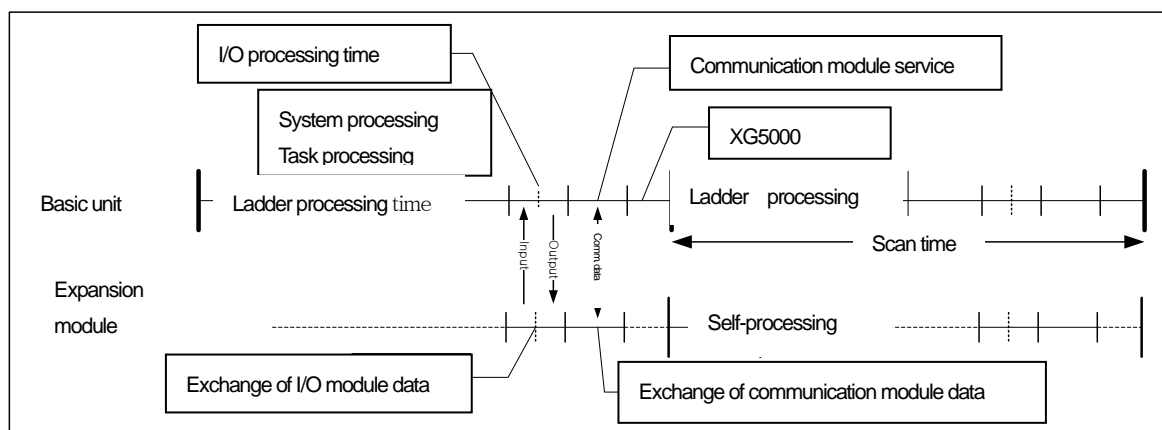 I/O processing time
Communication module service
System processing
Task processing
XG5000
Basic unit
Ladder processing time
Ladder processing
Input
Output
Comm. data
Scan time
Expansion
module
Self-processing
Exchange of I/O module data
Exchange of communication module data